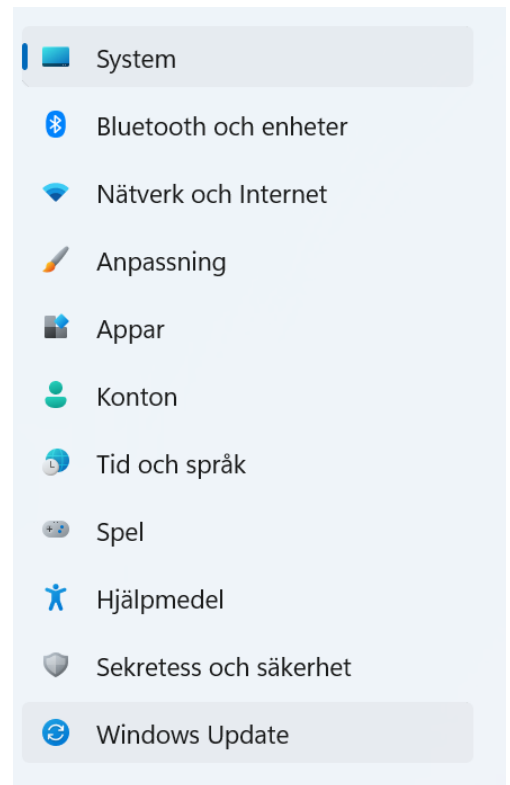 System
Bluetooth och enheter
Nätverk och Internet
Anpassning
Appar
Konton
Tid och språk
Spel
Hjälpmedel
Sekretess och säkerhet
Windows Update